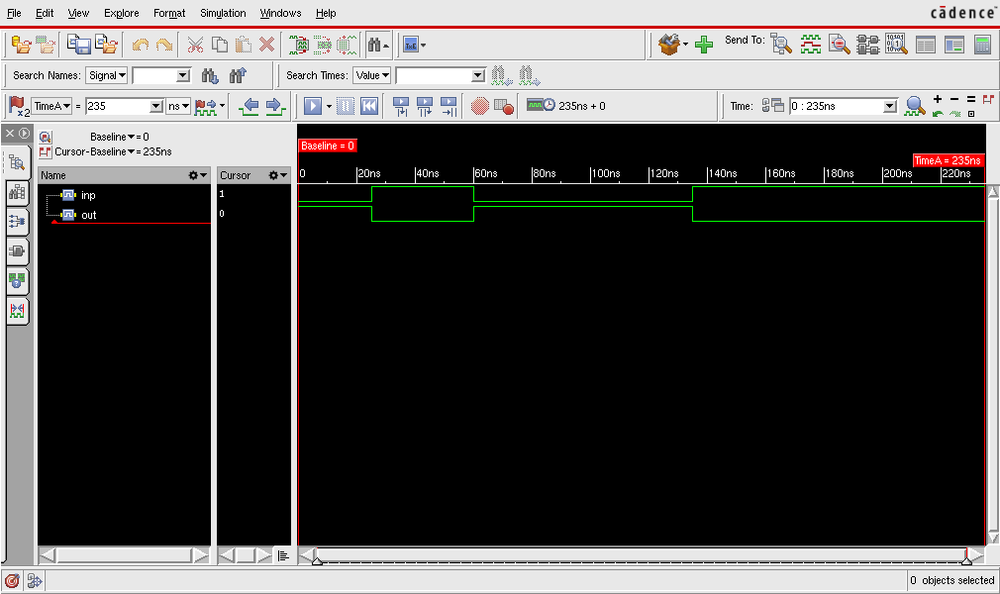 File Edit View Explore Format Simulation Windows Help
cādence
Send To:
Search Names: Signal
Search Times: Value
x2 TimeA = 235 ns
235ns + 0
Time: 0 : 235ns
Baseline = 0
Cursor-Baseline = 235ns
Baseline = 0
TimeA = 235ns
Name
Cursor
0 20ns 40ns 60ns 80ns 100ns 120ns 140ns 160ns 180ns 200ns 220ns
inp 1
out 0
0 objects selected